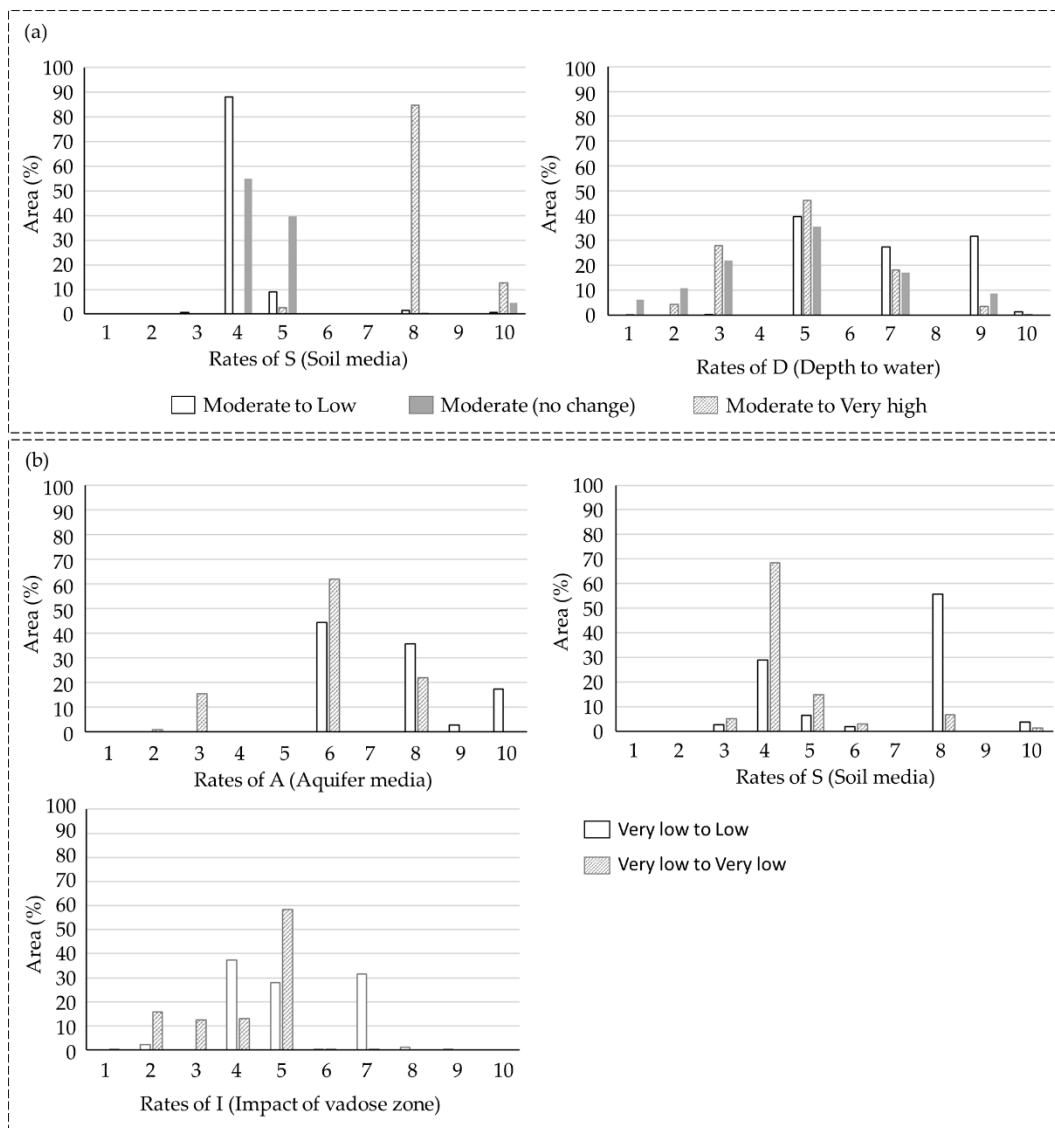 (a)
100
90
80
70
60
50
40
30
20
10
0
Area (%)
1 2 3 4 5 6 7 8 9 10
Rates of S (Soil media)
100
90
80
70
60
50
40
30
20
10
0
Area (%)
1 2 3 4 5 6 7 8 9 10
Rates of D (Depth to water)
Moderate to Low Moderate (no change) Moderate to Very high
(b)
100
90
80
70
60
50
40
30
20
10
0
Area (%)
1 2 3 4 5 6 7 8 9 10
Rates of A (Aquifer media)
100
90
80
70
60
50
40
30
20
10
0
Area (%)
1 2 3 4 5 6 7 8 9 10
Rates of S (Soil media)
100
90
80
70
60
50
40
30
20
10
0
Area (%)
1 2 3 4 5 6 7 8 9 10
Rates of I (Impact of vadose zone)
Very low to Low
Very low to Very low